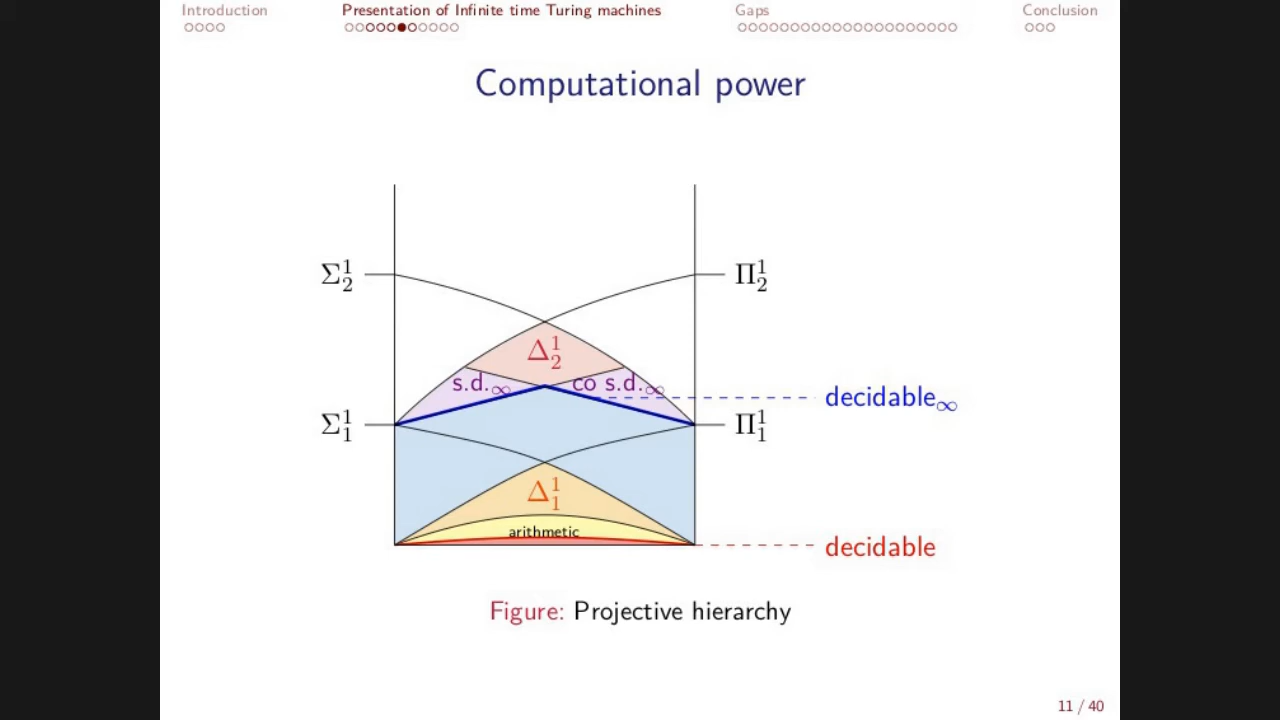 Introduction
Presentation of Infinite time Turing machines
Gaps
Conclusion
Computational power
Σ¹₂
Π¹₂
Δ¹₂
s.d.∞
co s.d.∞
decidable∞
Σ¹₁
Π¹₁
Δ¹₁
arithmetic
decidable
Figure: Projective hierarchy
11 / 40